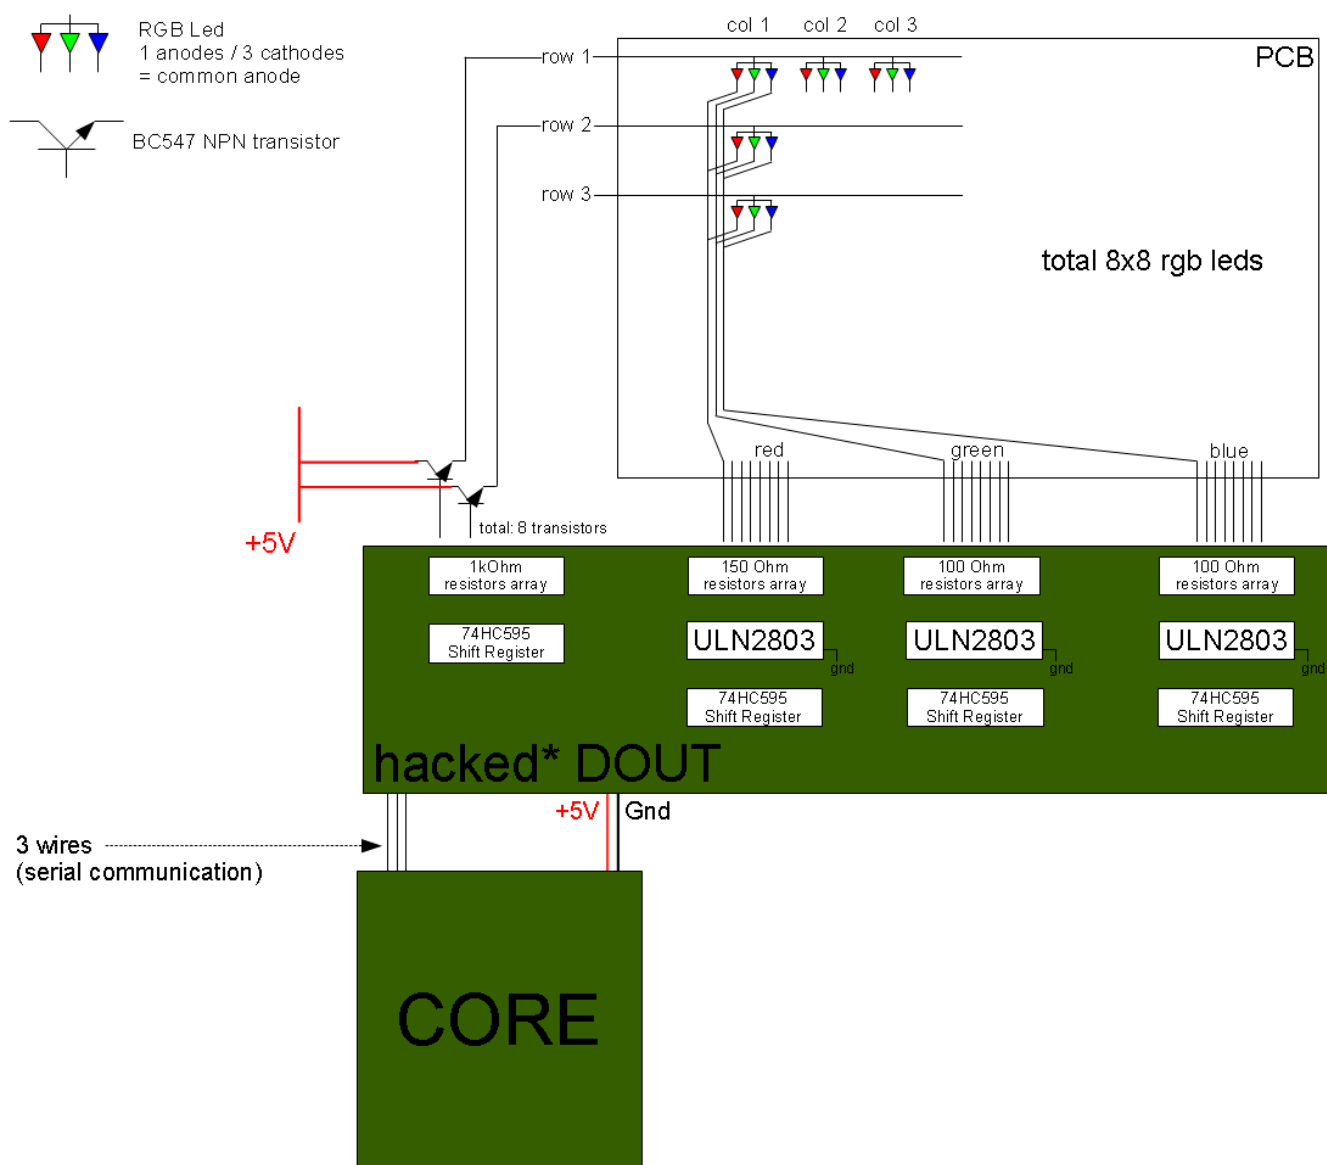 RGB Led
1 anodes / 3 cathodes
= common anode
BC547 NPN transistor
col 1
col 2
col 3
PCB
row 1
row 2
row 3
total 8x8 rgb leds
red
green
blue
+5V
total: 8 transistors
1kOhm
resistors array
150 Ohm
resistors array
100 Ohm
resistors array
100 Ohm
resistors array
74HC595
Shift Register
ULN2803
gnd
ULN2803
gnd
ULN2803
gnd
74HC595
Shift Register
74HC595
Shift Register
74HC595
Shift Register
hacked* DOUT
+5V
Gnd
3 wires
(serial communication)
CORE